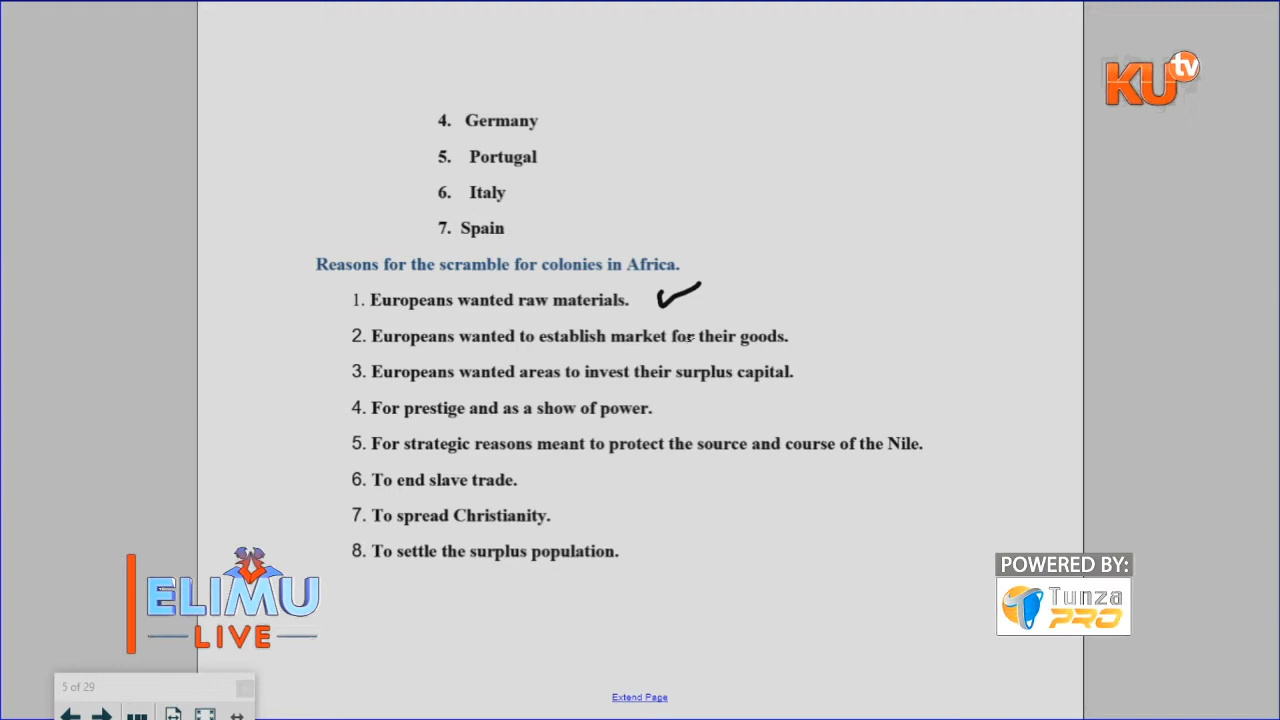 KU tv
4. Germany
5. Portugal
6. Italy
7. Spain
Reasons for the scramble for colonies in Africa.
1. Europeans wanted raw materials.
2. Europeans wanted to establish market for their goods.
3. Europeans wanted areas to invest their surplus capital.
4. For prestige and as a show of power.
5. For strategic reasons meant to protect the source and course of the Nile.
6. To end slave trade.
7. To spread Christianity.
8. To settle the surplus population.
ELIMU
LIVE
POWERED BY:
Tunza
PRO
5 of 29
Extend Page